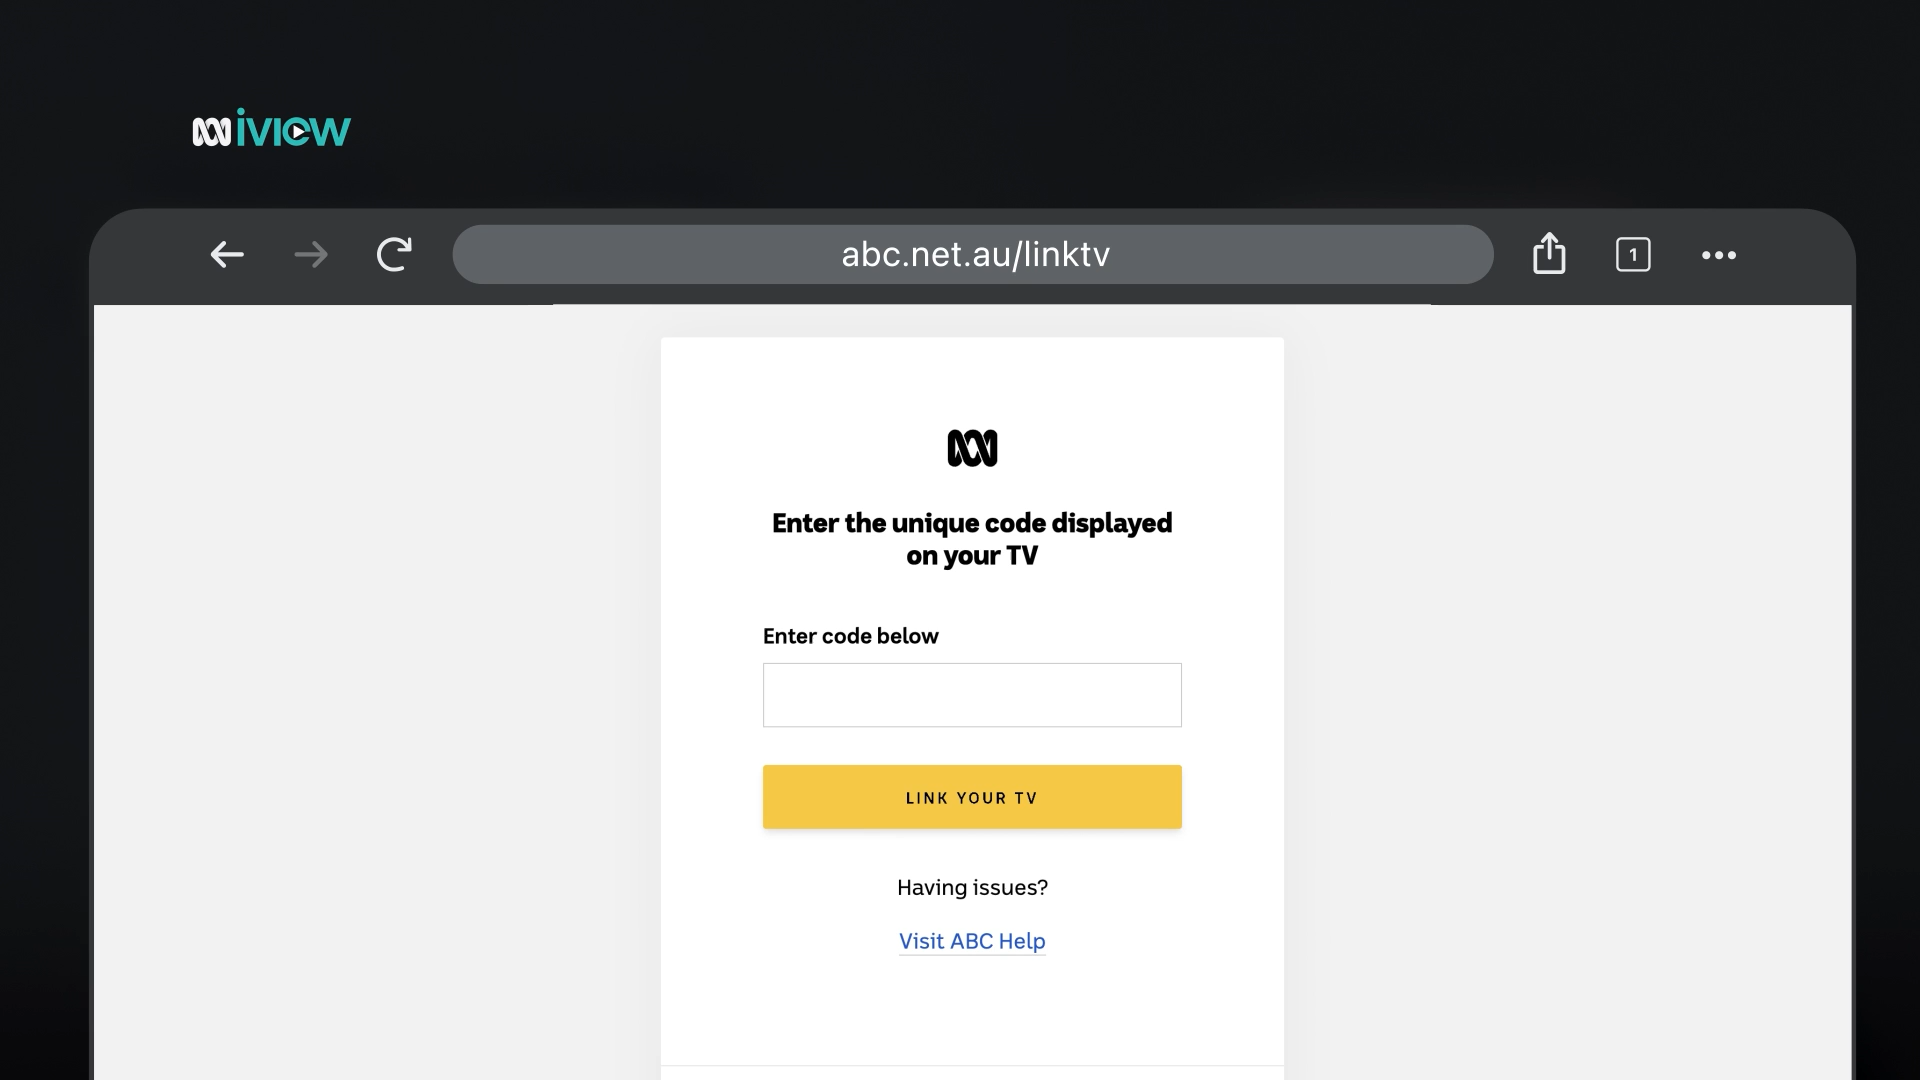 iview
abc.net.au/linktv
1
Enter the unique code displayed
on your TV
Enter code below
LINK YOUR TV
Having issues?
Visit ABC Help